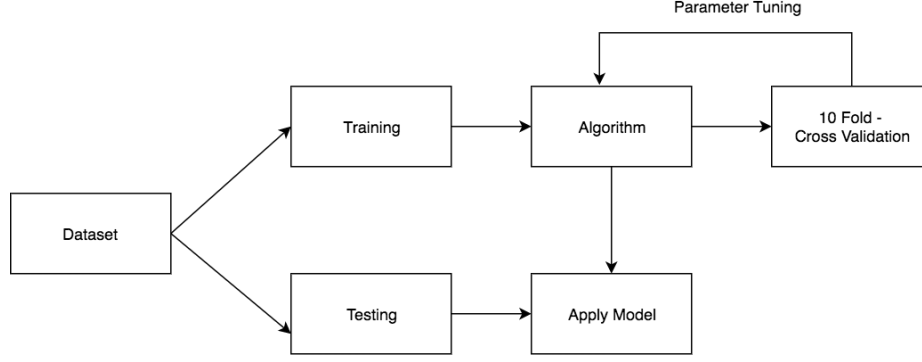 Parameter Tuning
Training
Algorithm
10 Fold -
Cross Validation
Dataset
Testing
Apply Model